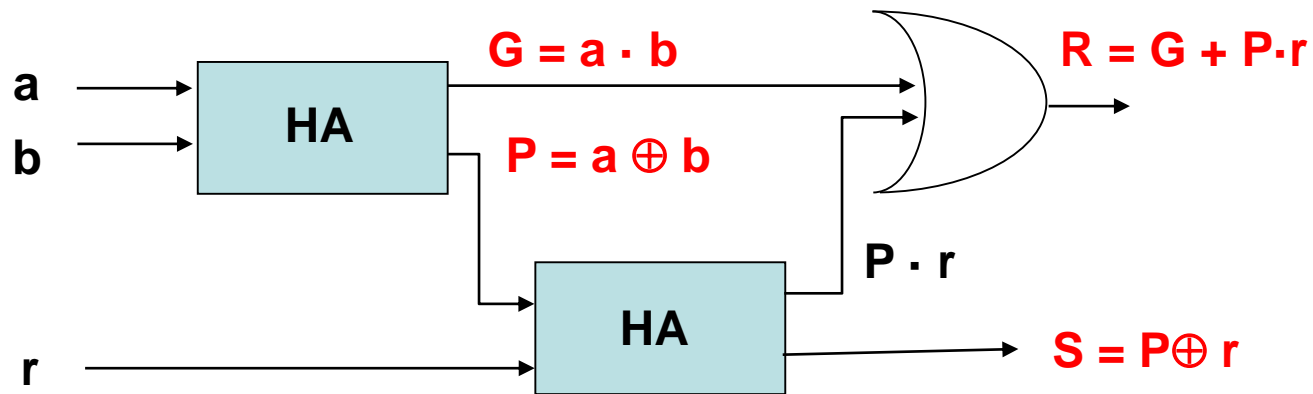 G = a · b
R = G + P·r
a
HA
b
P = a ⊕ b
P · r
HA
r
S = P⊕ r